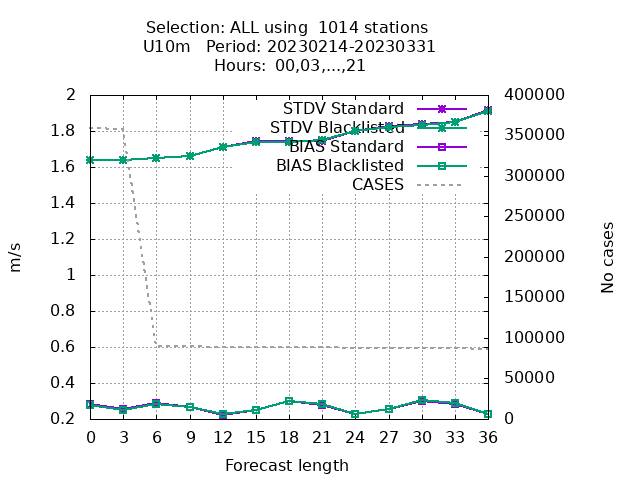 Selection: ALL using  1014 stations
U10m   Period: 20230214-20230331
Hours: 00,03,...,21
STDV Standard
STDV Blacklisted
BIAS Standard
BIAS Blacklisted
CASES
2
1.8
1.6
1.4
1.2
1
0.8
0.6
0.4
0.2
400000
350000
300000
250000
200000
150000
100000
50000
0
m/s
No cases
0 3 6 9 12 15 18 21 24 27 30 33 36
Forecast length